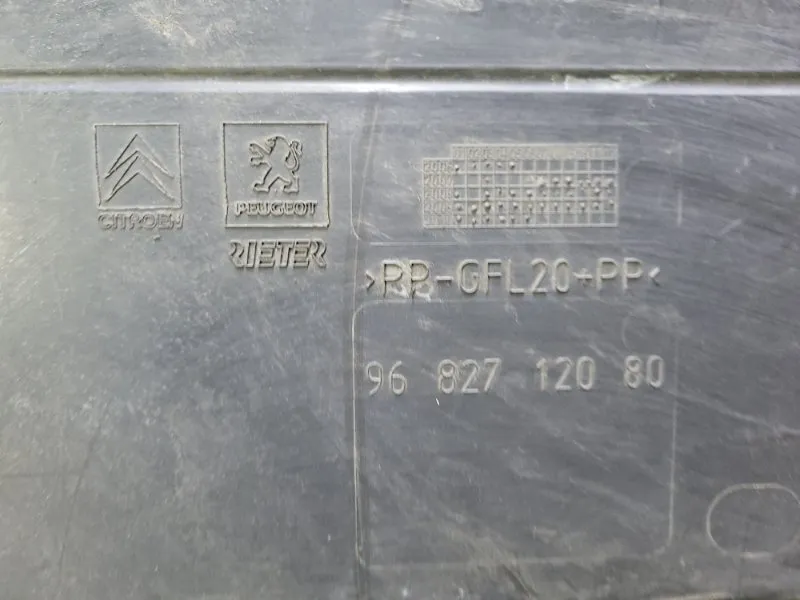 CITROEN
PEUGEOT
RIETER
>PP-GFL20+PP<
96 827 120 80